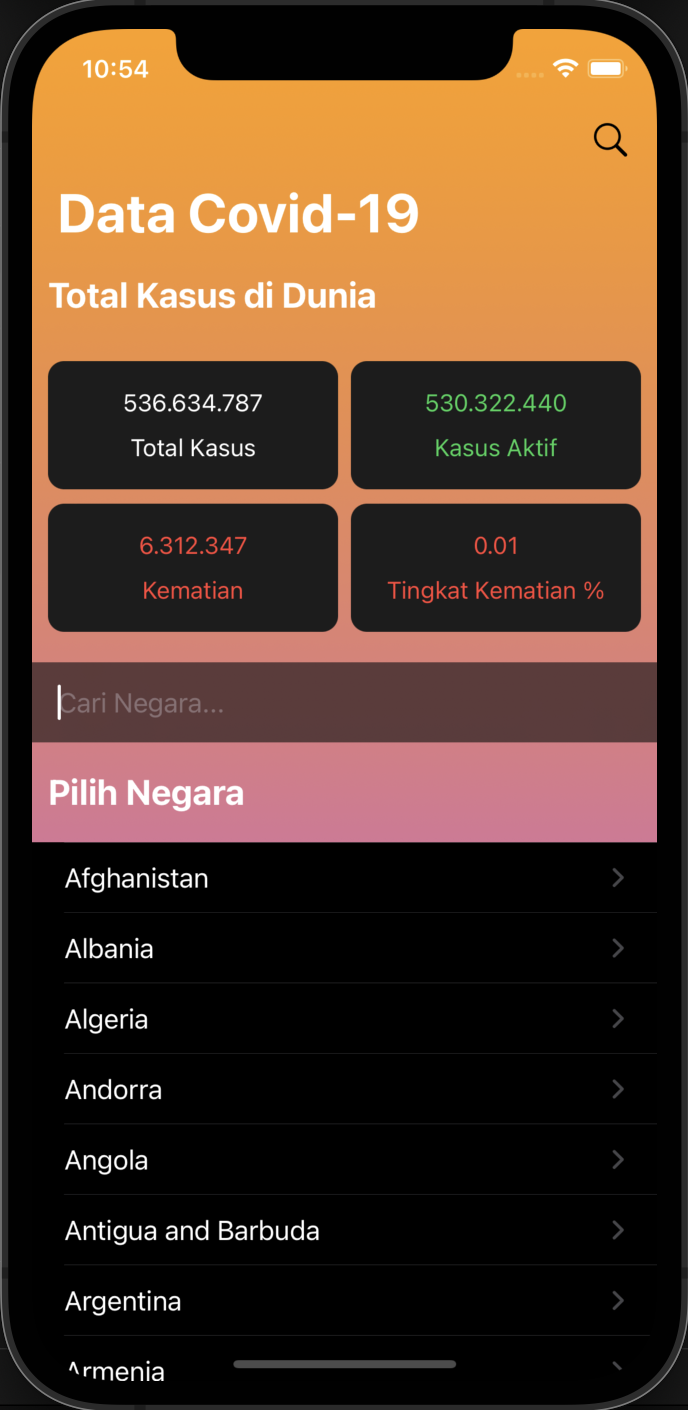 10:54
Data Covid-19
Total Kasus di Dunia
536.634.787
Total Kasus
530.322.440
Kasus Aktif
6.312.347
Kematian
0.01
Tingkat Kematian %
Cari Negara...
Pilih Negara
Afghanistan
Albania
Algeria
Andorra
Angola
Antigua and Barbuda
Argentina
Armenia